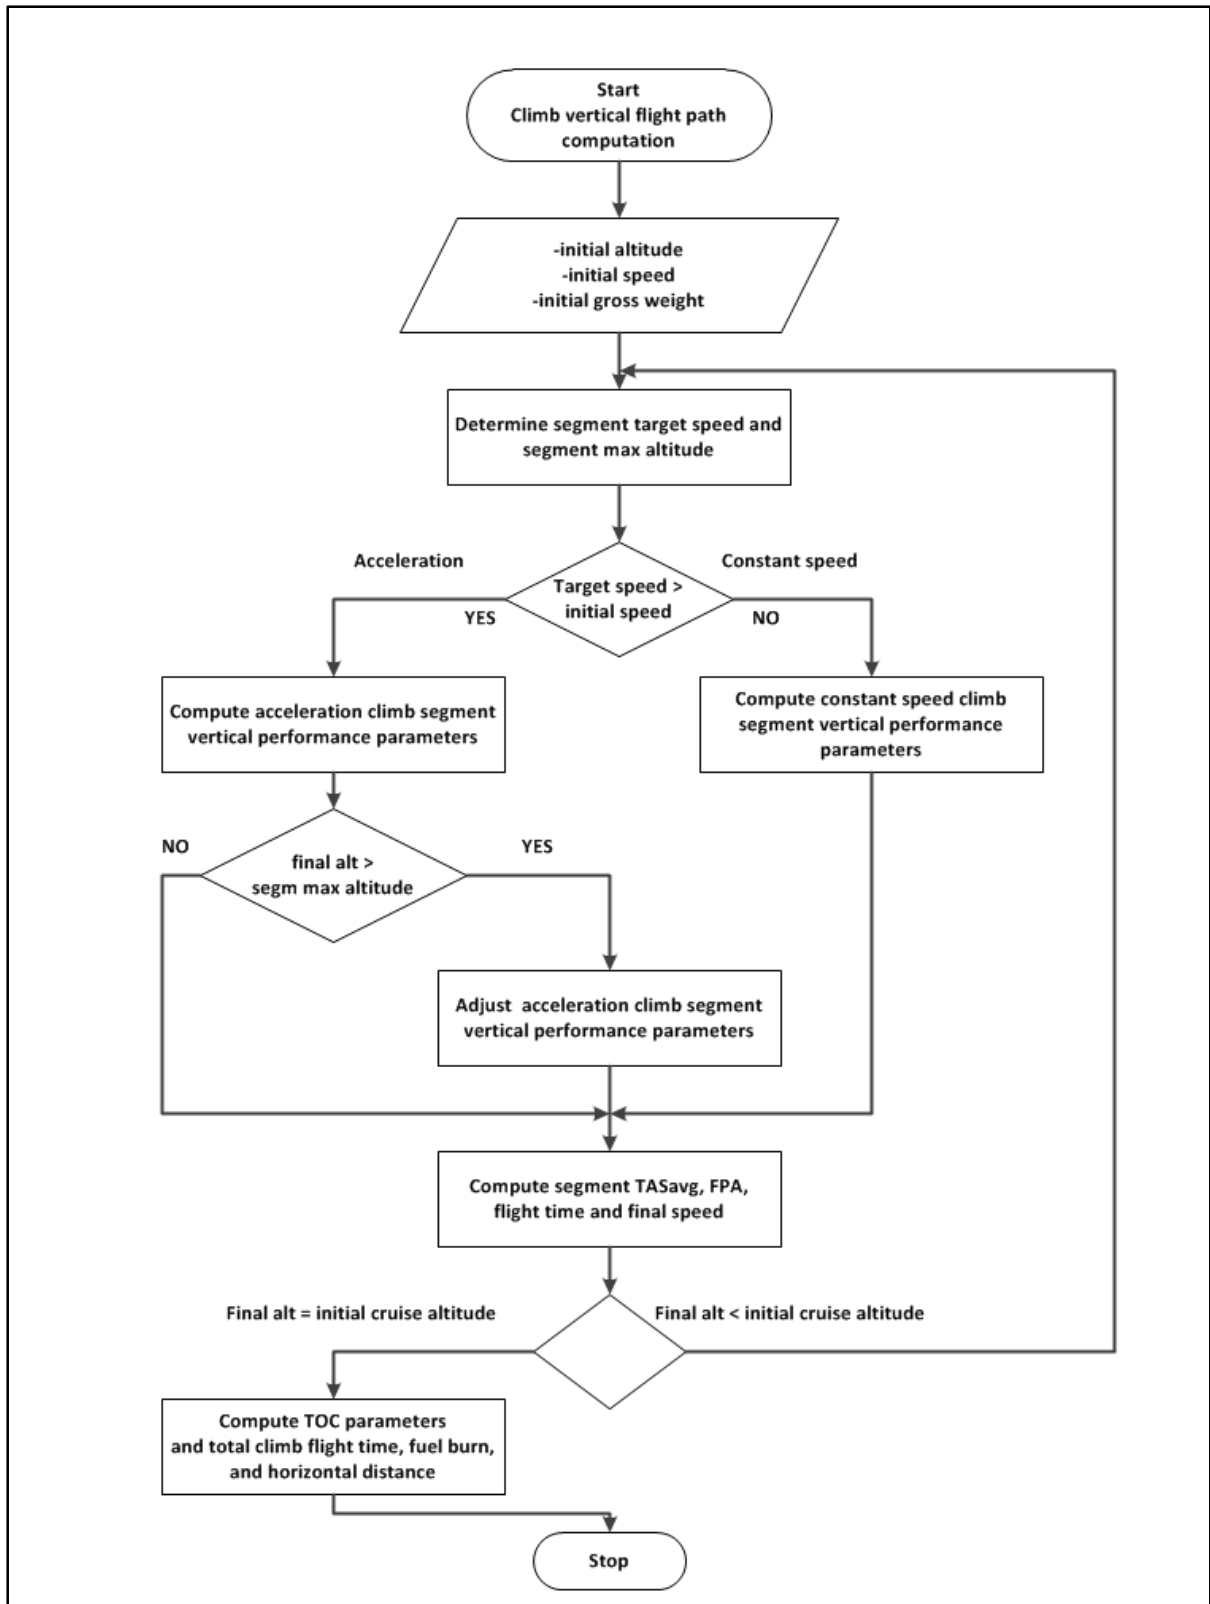 Start
Climb vertical flight path
computation
-initial altitude
-initial speed
-initial gross weight
Determine segment target speed and
segment max altitude
Acceleration
Constant speed
Target speed >
initial speed
YES
NO
Compute acceleration climb segment
vertical performance parameters
Compute constant speed climb
segment vertical performance
parameters
NO
YES
final alt >
segm max altitude
Adjust acceleration climb segment
vertical performance parameters
Compute segment TASavg, FPA,
flight time and final speed
Final alt = initial cruise altitude
Final alt < initial cruise altitude
Compute TOC parameters
and total climb flight time, fuel burn,
and horizontal distance
Stop